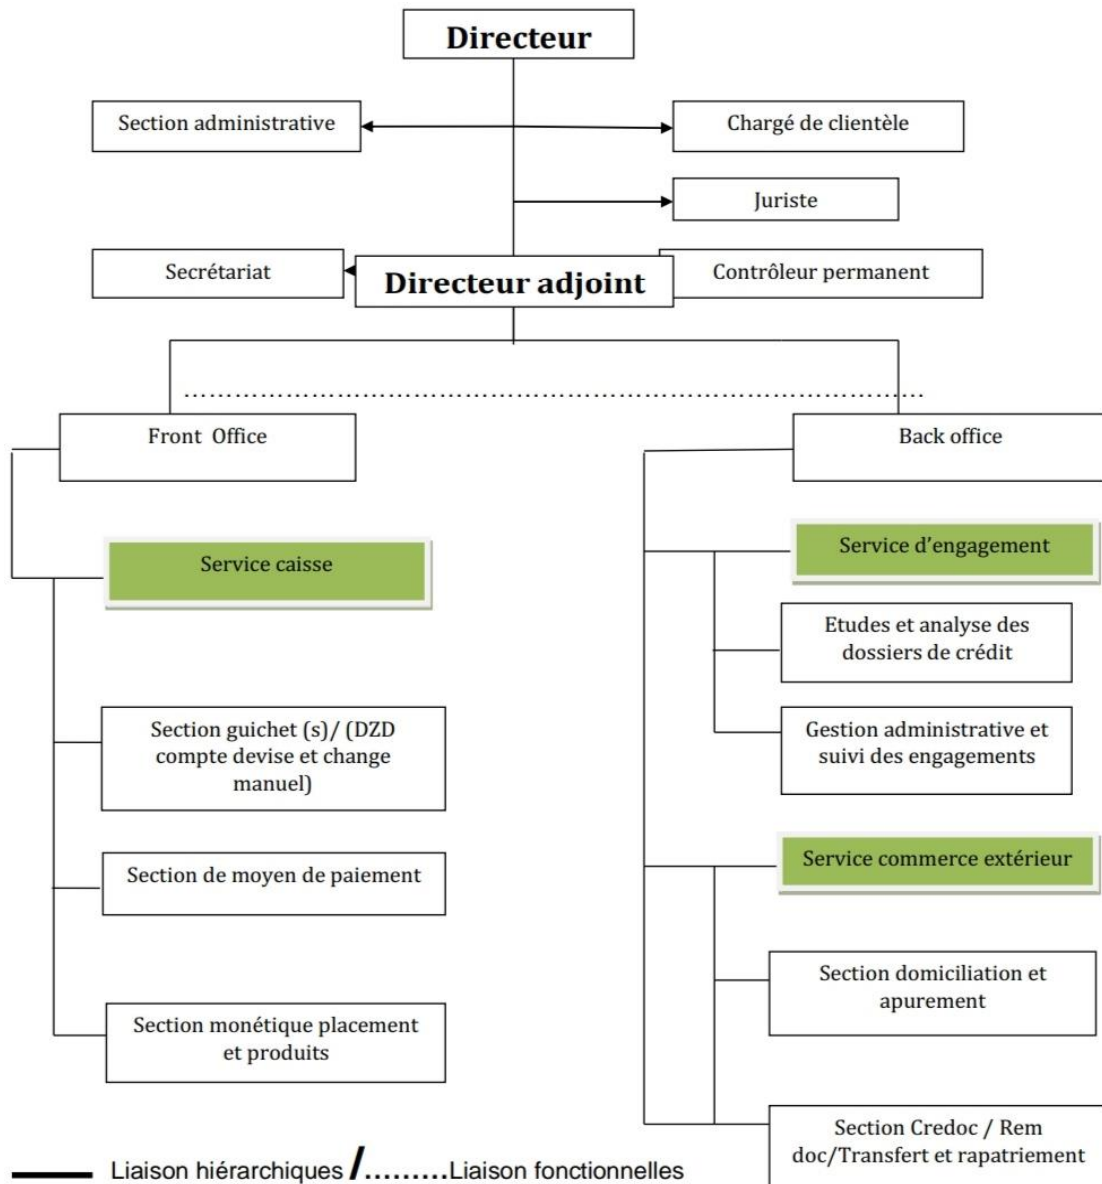 Directeur
Section administrative
Chargé de clientèle
Juriste
Secrétariat
Directeur adjoint
Contrôleur permanent
Front Office
Back office
Service caisse
Section guichet (s)/ (DZD
compte devise et change
manuel)
Section de moyen de paiement
Section monétique placement
et produits
Service d'engagement
Etudes et analyse des
dossiers de crédit
Gestion administrative et
suivi des engagements
Service commerce extérieur
Section domiciliation et
apurement
Section Credoc / Rem
doc/Transfert et rapatriement
Liaison hiérarchiques /.........Liaison fonctionnelles